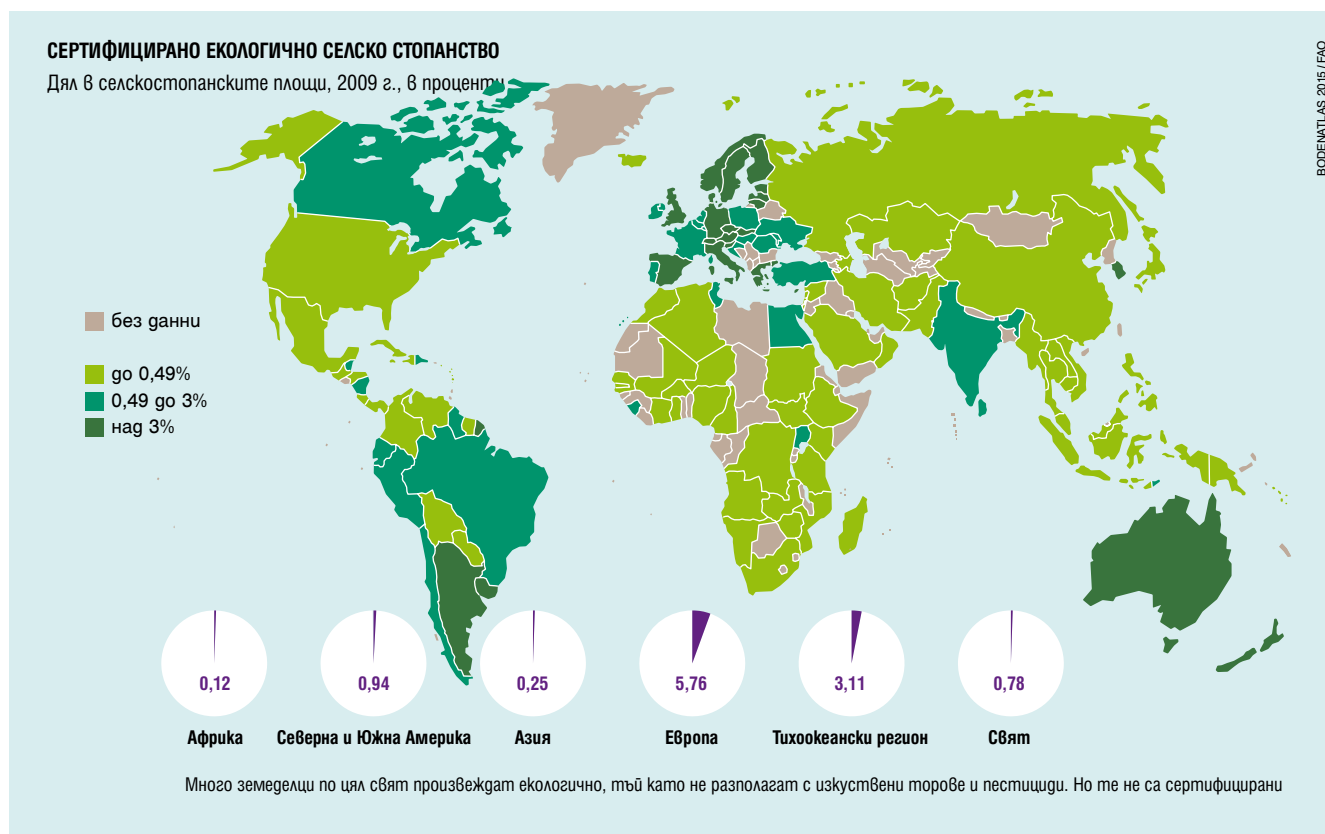 СЕРТИФИЦИРАНО ЕКОЛОГИЧНО СЕЛСКО СТОПАНСТВО
Дял в селскостопанските площи, 2009 г., в проценти
BODENATLAS 2015 / FAO
без данни
до 0,49%
0,49 до 3%
над 3%
0,12
0,94
0,25
5,76
3,11
0,78
Африка
Северна и Южна Америка
Азия
Европа
Тихоокеански регион
Свят
Много земеделци по цял свят произвеждат екологично, тъй като не разполагат с изкуствени торове и пестициди. Но те не са сертифицирани